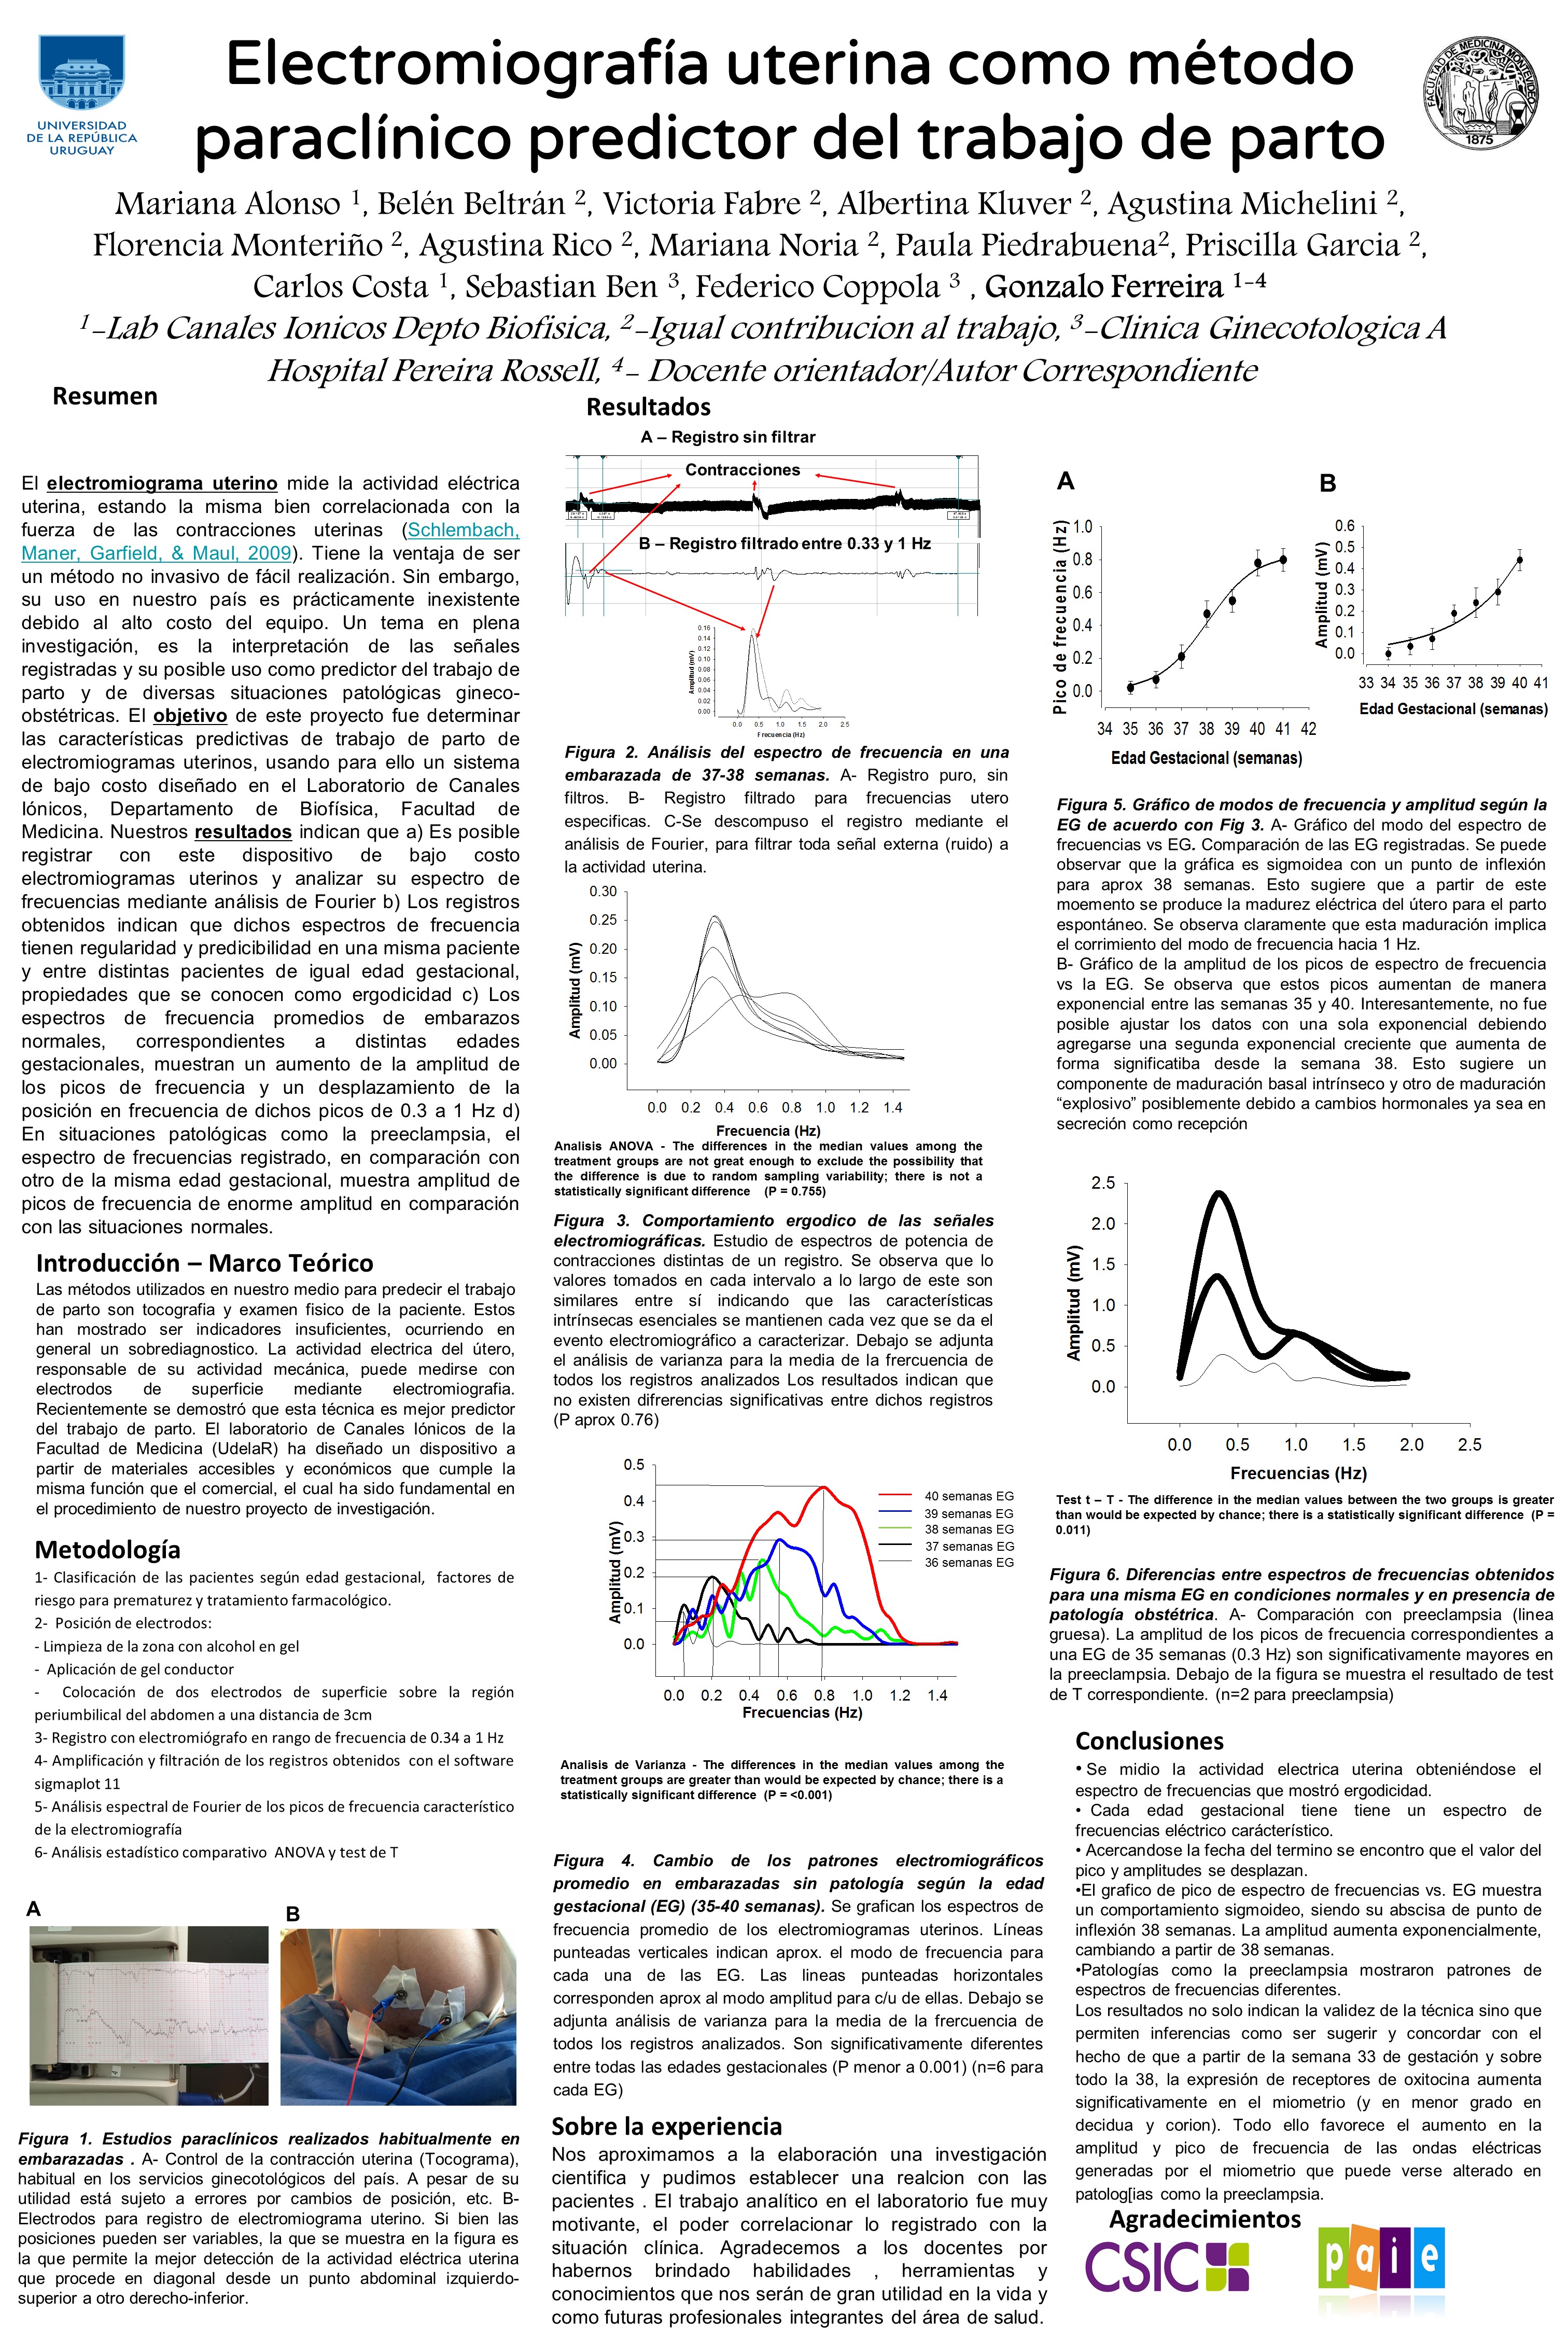 UNIVERSIDAD
DE LA REPÚBLICA
URUGUAY
Electromiografía uterina como método
paraclínico predictor del trabajo de parto
FACULTAD DE MEDICINA MONTEVIDEO
1875
Mariana Alonso 1, Belén Beltrán 2, Victoria Fabre 2, Albertina Kluver 2, Agustina Michelini 2,
Florencia Monteriño 2, Agustina Rico 2, Mariana Noria 2, Paula Piedrabuena2, Priscilla Garcia 2,
Carlos Costa 1, Sebastian Ben 3, Federico Coppola 3 , Gonzalo Ferreira 1-4
1-Lab Canales Ionicos Depto Biofisica, 2-Igual contribucion al trabajo, 3-Clinica Ginecotologica A
Hospital Pereira Rossell, 4- Docente orientador/Autor Correspondiente
Resumen
El electromiograma uterino mide la actividad eléctrica
uterina, estando la misma bien correlacionada con la
fuerza de las contracciones uterinas (Schlembach,
Maner, Garfield, & Maul, 2009). Tiene la ventaja de ser
un método no invasivo de fácil realización. Sin embargo,
su uso en nuestro país es prácticamente inexistente
debido al alto costo del equipo. Un tema en plena
investigación, es la interpretación de las señales
registradas y su posible uso como predictor del trabajo de
parto y de diversas situaciones patológicas gineco-
obstétricas. El objetivo de este proyecto fue determinar
las características predictivas de trabajo de parto de
electromiogramas uterinos, usando para ello un sistema
de bajo costo diseñado en el Laboratorio de Canales
Iónicos, Departamento de Biofísica, Facultad de
Medicina. Nuestros resultados indican que a) Es posible
registrar con este dispositivo de bajo costo
electromiogramas uterinos y analizar su espectro de
frecuencias mediante análisis de Fourier b) Los registros
obtenidos indican que dichos espectros de frecuencia
tienen regularidad y predicibilidad en una misma paciente
y entre distintas pacientes de igual edad gestacional,
propiedades que se conocen como ergodicidad c) Los
espectros de frecuencia promedios de embarazos
normales, correspondientes a distintas edades
gestacionales, muestran un aumento de la amplitud de
los picos de frecuencia y un desplazamiento de la
posición en frecuencia de dichos picos de 0.3 a 1 Hz d)
En situaciones patológicas como la preeclampsia, el
espectro de frecuencias registrado, en comparación con
otro de la misma edad gestacional, muestra amplitud de
picos de frecuencia de enorme amplitud en comparación
con las situaciones normales.
Introducción – Marco Teórico
Las métodos utilizados en nuestro medio para predecir el trabajo
de parto son tocografia y examen fisico de la paciente. Estos
han mostrado ser indicadores insuficientes, ocurriendo en
general un sobrediagnostico. La actividad electrica del útero,
responsable de su actividad mecánica, puede medirse con
electrodos de superficie mediante electromiografia.
Recientemente se demostró que esta técnica es mejor predictor
del trabajo de parto. El laboratorio de Canales Iónicos de la
Facultad de Medicina (UdelaR) ha diseñado un dispositivo a
partir de materiales accesibles y económicos que cumple la
misma función que el comercial, el cual ha sido fundamental en
el procedimiento de nuestro proyecto de investigación.
Metodología
1- Clasificación de las pacientes según edad gestacional, factores de
riesgo para prematurez y tratamiento farmacológico.
2- Posición de electrodos:
- Limpieza de la zona con alcohol en gel
- Aplicación de gel conductor
- Colocación de dos electrodos de superficie sobre la región
periumbilical del abdomen a una distancia de 3cm
3- Registro con electromiógrafo en rango de frecuencia de 0.34 a 1 Hz
4- Amplificación y filtración de los registros obtenidos con el software
sigmaplot 11
5- Análisis espectral de Fourier de los picos de frecuencia característico
de la electromiografía
6- Análisis estadístico comparativo ANOVA y test de T
A
B
Figura 1. Estudios paraclínicos realizados habitualmente en
embarazadas . A- Control de la contracción uterina (Tocograma),
habitual en los servicios ginecotológicos del país. A pesar de su
utilidad está sujeto a errores por cambios de posición, etc. B-
Electrodos para registro de electromiograma uterino. Si bien las
posiciones pueden ser variables, la que se muestra en la figura es
la que permite la mejor detección de la actividad eléctrica uterina
que procede en diagonal desde un punto abdominal izquierdo-
superior a otro derecho-inferior.
Resultados
A – Registro sin filtrar
Contracciones
B – Registro filtrado entre 0.33 y 1 Hz
0.16
0.14
0.12
0.10
0.08
0.06
0.04
0.02
0.00
Amplitud (mV)
0.0 0.5 1.0 1.5 2.0 2.5
Frecuencia (Hz)
Figura 2. Análisis del espectro de frecuencia en una
embarazada de 37-38 semanas. A- Registro puro, sin
filtros. B- Registro filtrado para frecuencias utero
especificas. C-Se descompuso el registro mediante el
análisis de Fourier, para filtrar toda señal externa (ruido) a
la actividad uterina.
0.30
0.25
0.20
0.15
0.10
0.05
0.00
Amplitud (mV)
0.0 0.2 0.4 0.6 0.8 1.0 1.2 1.4
Frecuencia (Hz)
Analisis ANOVA - The differences in the median values among the
treatment groups are not great enough to exclude the possibility that
the difference is due to random sampling variability; there is not a
statistically significant difference (P = 0.755)
Figura 3. Comportamiento ergodico de las señales
electromiográficas. Estudio de espectros de potencia de
contracciones distintas de un registro. Se observa que lo
valores tomados en cada intervalo a lo largo de este son
similares entre sí indicando que las características
intrínsecas esenciales se mantienen cada vez que se da el
evento electromiográfico a caracterizar. Debajo se adjunta
el análisis de varianza para la media de la frercuencia de
todos los registros analizados Los resultados indican que
no existen difrerencias significativas entre dichos registros
(P aprox 0.76)
0.5
0.4
0.3
0.2
0.1
0.0
Amplitud (mV)
40 semanas EG
39 semanas EG
38 semanas EG
37 semanas EG
36 semanas EG
0.0 0.2 0.4 0.6 0.8 1.0 1.2 1.4
Frecuencias (Hz)
Analisis de Varianza - The differences in the median values among the
treatment groups are greater than would be expected by chance; there is a
statistically significant difference (P = <0.001)
Figura 4. Cambio de los patrones electromiográficos
promedio en embarazadas sin patología según la edad
gestacional (EG) (35-40 semanas). Se grafican los espectros de
frecuencia promedio de los electromiogramas uterinos. Líneas
punteadas verticales indican aprox. el modo de frecuencia para
cada una de las EG. Las lineas punteadas horizontales
corresponden aprox al modo amplitud para c/u de ellas. Debajo se
adjunta análisis de varianza para la media de la frercuencia de
todos los registros analizados. Son significativamente diferentes
entre todas las edades gestacionales (P menor a 0.001) (n=6 para
cada EG)
Sobre la experiencia
Nos aproximamos a la elaboración una investigación
cientifica y pudimos establecer una realcion con las
pacientes . El trabajo analítico en el laboratorio fue muy
motivante, el poder correlacionar lo registrado con la
situación clínica. Agradecemos a los docentes por
habernos brindado habilidades , herramientas y
conocimientos que nos serán de gran utilidad en la vida y
como futuras profesionales integrantes del área de salud.
A
1.0
0.8
0.6
0.4
0.2
0.0
Pico de frecuencia (Hz)
34 35 36 37 38 39 40 41 42
Edad Gestacional (semanas)
B
0.6
0.5
0.4
0.3
0.2
0.1
0.0
Amplitud (mV)
33 34 35 36 37 38 39 40 41
Edad Gestacional (semanas)
Figura 5. Gráfico de modos de frecuencia y amplitud según la
EG de acuerdo con Fig 3. A- Gráfico del modo del espectro de
frecuencias vs EG. Comparación de las EG registradas. Se puede
observar que la gráfica es sigmoidea con un punto de inflexión
para aprox 38 semanas. Esto sugiere que a partir de este
moemento se produce la madurez eléctrica del útero para el parto
espontáneo. Se observa claramente que esta maduración implica
el corrimiento del modo de frecuencia hacia 1 Hz.
B- Gráfico de la amplitud de los picos de espectro de frecuencia
vs la EG. Se observa que estos picos aumentan de manera
exponencial entre las semanas 35 y 40. Interesantemente, no fue
posible ajustar los datos con una sola exponencial debiendo
agregarse una segunda exponencial creciente que aumenta de
forma significatiba desde la semana 38. Esto sugiere un
componente de maduración basal intrínseco y otro de maduración
“explosivo” posiblemente debido a cambios hormonales ya sea en
secreción como recepción
2.5
2.0
1.5
1.0
0.5
0.0
Amplitud (mV)
0.0 0.5 1.0 1.5 2.0 2.5
Frecuencias (Hz)
Test t – T - The difference in the median values between the two groups is greater
than would be expected by chance; there is a statistically significant difference (P =
0.011)
Figura 6. Diferencias entre espectros de frecuencias obtenidos
para una misma EG en condiciones normales y en presencia de
patología obstétrica. A- Comparación con preeclampsia (linea
gruesa). La amplitud de los picos de frecuencia correspondientes a
una EG de 35 semanas (0.3 Hz) son significativamente mayores en
la preeclampsia. Debajo de la figura se muestra el resultado de test
de T correspondiente. (n=2 para preeclampsia)
Conclusiones
• Se midio la actividad electrica uterina obteniéndose el
espectro de frecuencias que mostró ergodicidad.
• Cada edad gestacional tiene tiene un espectro de
frecuencias eléctrico carácterístico.
• Acercandose la fecha del termino se encontro que el valor del
pico y amplitudes se desplazan.
•El grafico de pico de espectro de frecuencias vs. EG muestra
un comportamiento sigmoideo, siendo su abscisa de punto de
inflexión 38 semanas. La amplitud aumenta exponencialmente,
cambiando a partir de 38 semanas.
•Patologías como la preeclampsia mostraron patrones de
espectros de frecuencias diferentes.
Los resultados no solo indican la validez de la técnica sino que
permiten inferencias como ser sugerir y concordar con el
hecho de que a partir de la semana 33 de gestación y sobre
todo la 38, la expresión de receptores de oxitocina aumenta
significativamente en el miometrio (y en menor grado en
decidua y corion). Todo ello favorece el aumento en la
amplitud y pico de frecuencia de las ondas eléctricas
generadas por el miometrio que puede verse alterado en
patolog[ias como la preeclampsia.
Agradecimientos
CSIC
paie